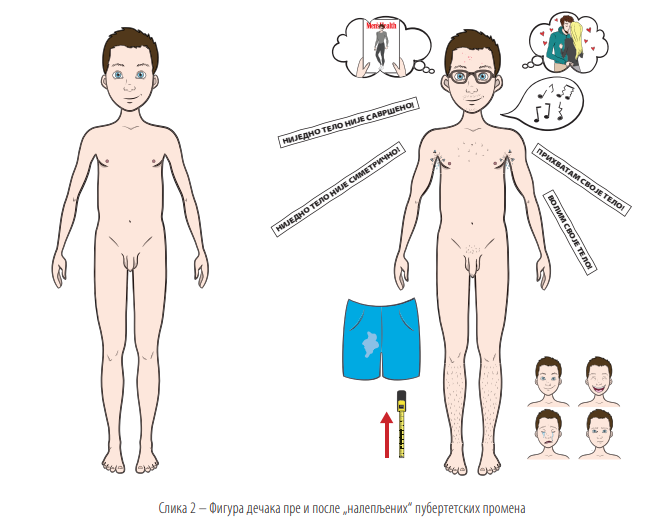 Men'sHealth
НИЈЕДНО ТЕЛО НИЈЕ САВРШЕНО!
НИЈЕДНО ТЕЛО НИЈЕ СИМЕТРИЧНО!
ПРИХВАТАМ СВОЈЕ ТЕЛО!
ВОЛИМ СВОЈЕ ТЕЛО!
Слика 2 – Фигура дечака пре и после „налепљених“ пубертетских промена